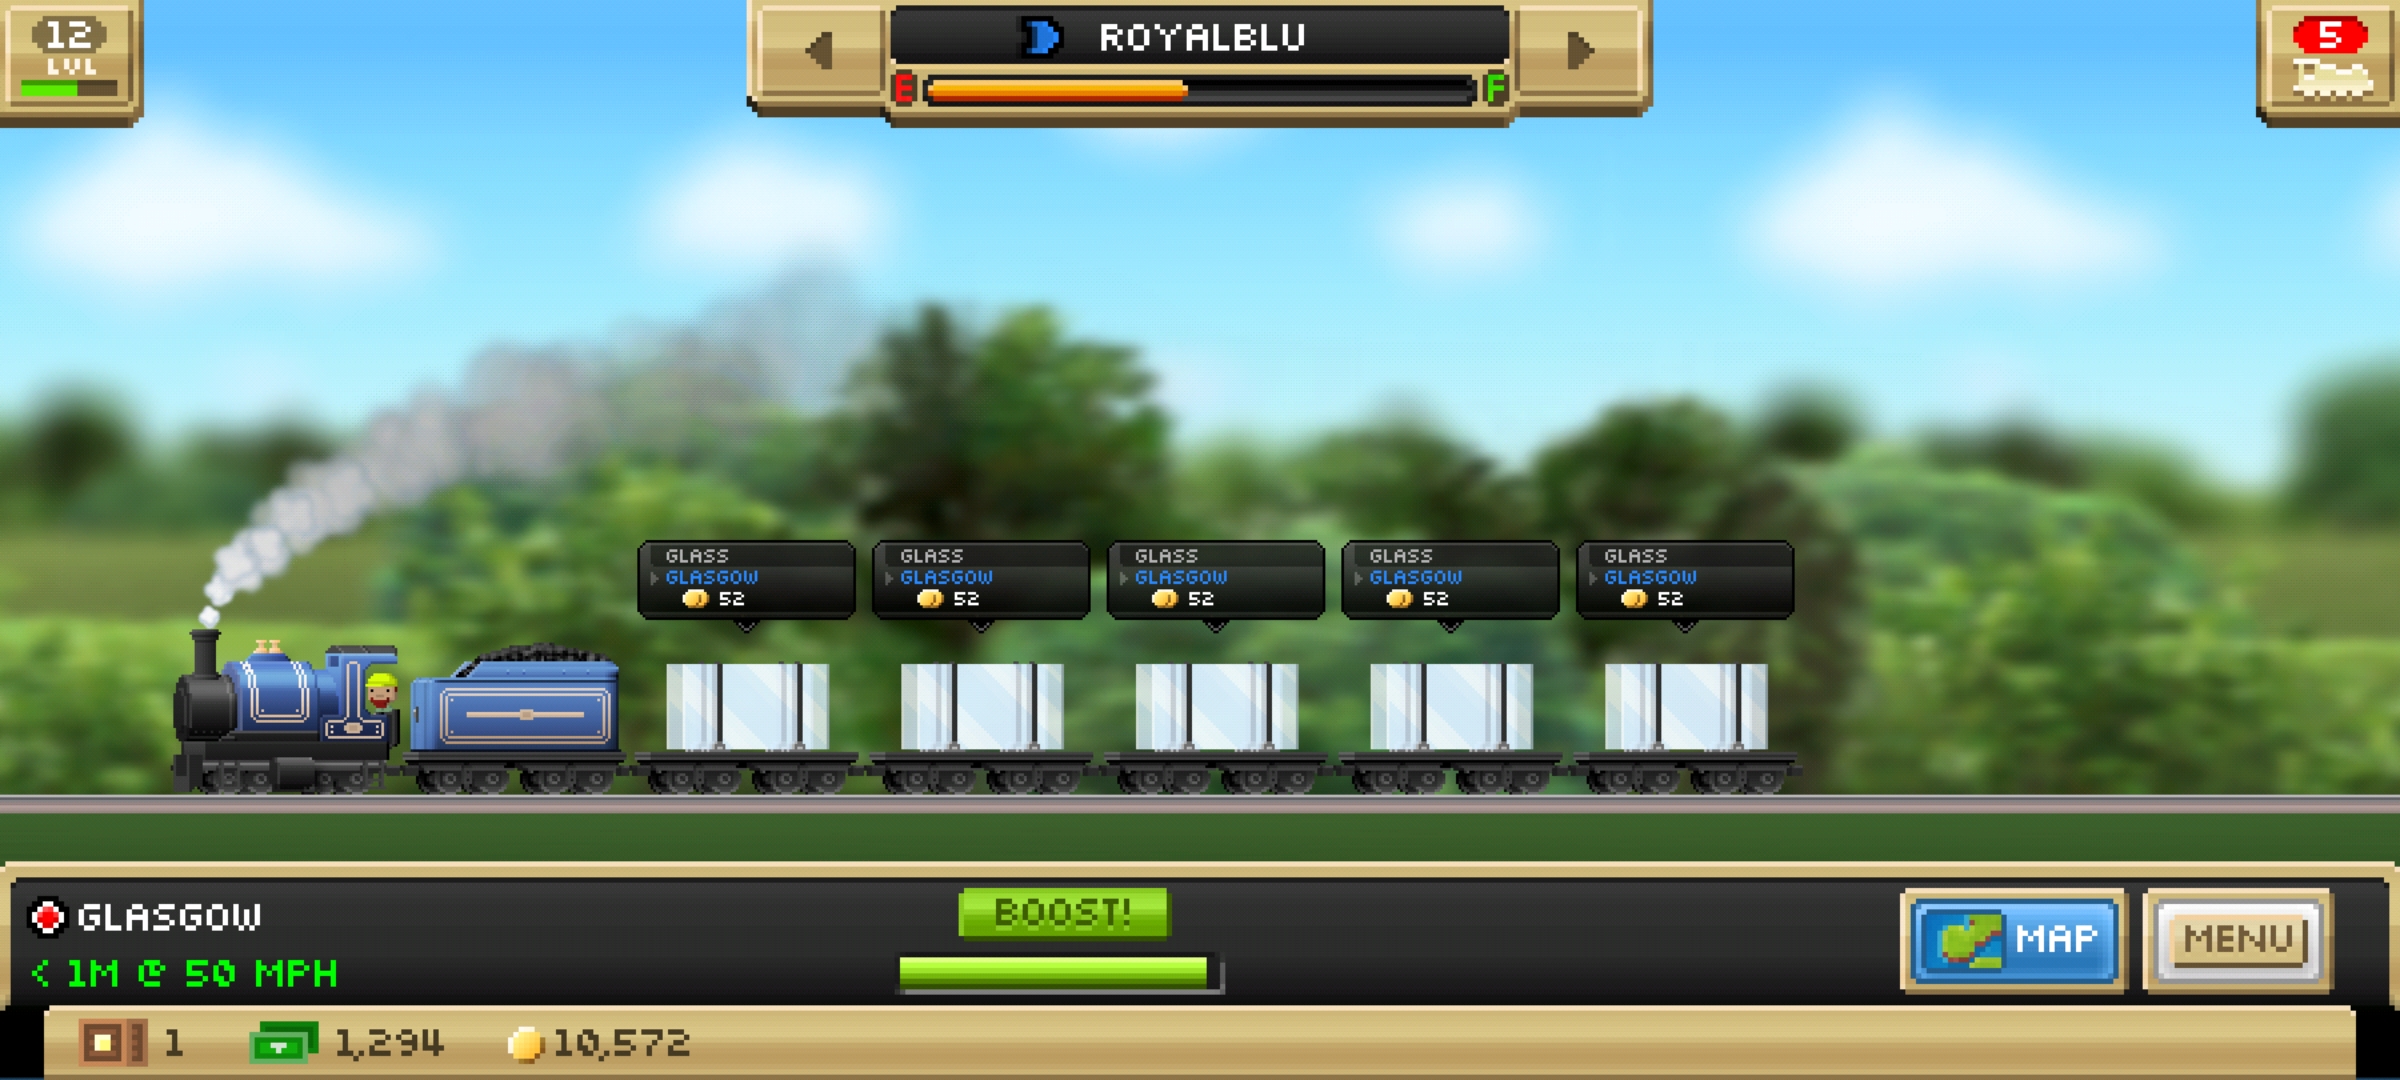 12
LVL
ROYALBLU
E
F
5
GLASS
GLASGOW
52
GLASS
GLASGOW
52
GLASS
GLASGOW
52
GLASS
GLASGOW
52
GLASS
GLASGOW
52
GLASGOW
< 1M @ 50 MPH
BOOST!
MAP
MENU
1
1,294
10,572